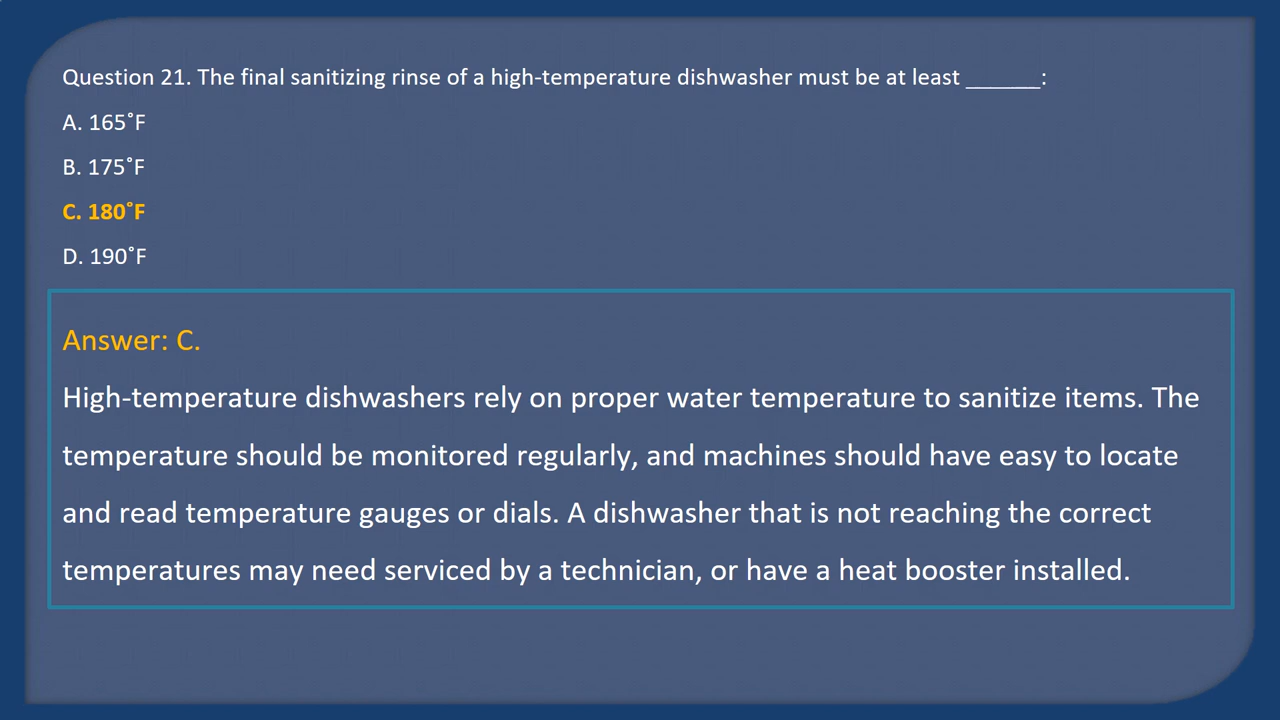 Question 21. The final sanitizing rinse of a high-temperature dishwasher must be at least ______:
A. 165˚F
B. 175˚F
C. 180˚F
D. 190˚F
Answer: C.
High-temperature dishwashers rely on proper water temperature to sanitize items. The
temperature should be monitored regularly, and machines should have easy to locate
and read temperature gauges or dials. A dishwasher that is not reaching the correct
temperatures may need serviced by a technician, or have a heat booster installed.